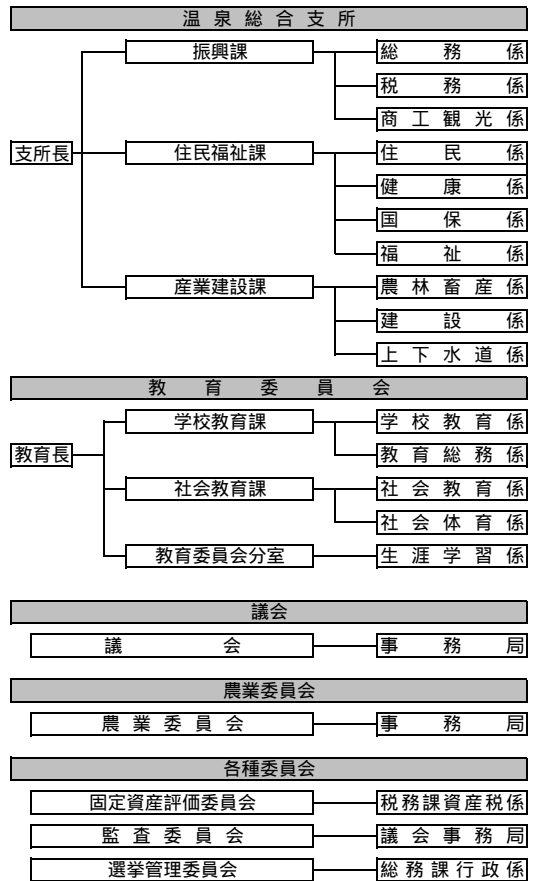 温泉総合支所
振興課 総務係
税務係
商工観光係
支所長 住民福祉課 住民係
健康係
国保係
福祉係
産業建設課 農林畜産係
建設係
上下水道係
教育委員会
学校教育課 学校教育係
教育長 教育総務係
社会教育課 社会教育係
社会体育係
教育委員会分室 生涯学習係
議会
議会 事務局
農業委員会
農業委員会 事務局
各種委員会
固定資産評価委員会 税務課資産税係
監査委員会 議会事務局
選挙管理委員会 総務課行政係